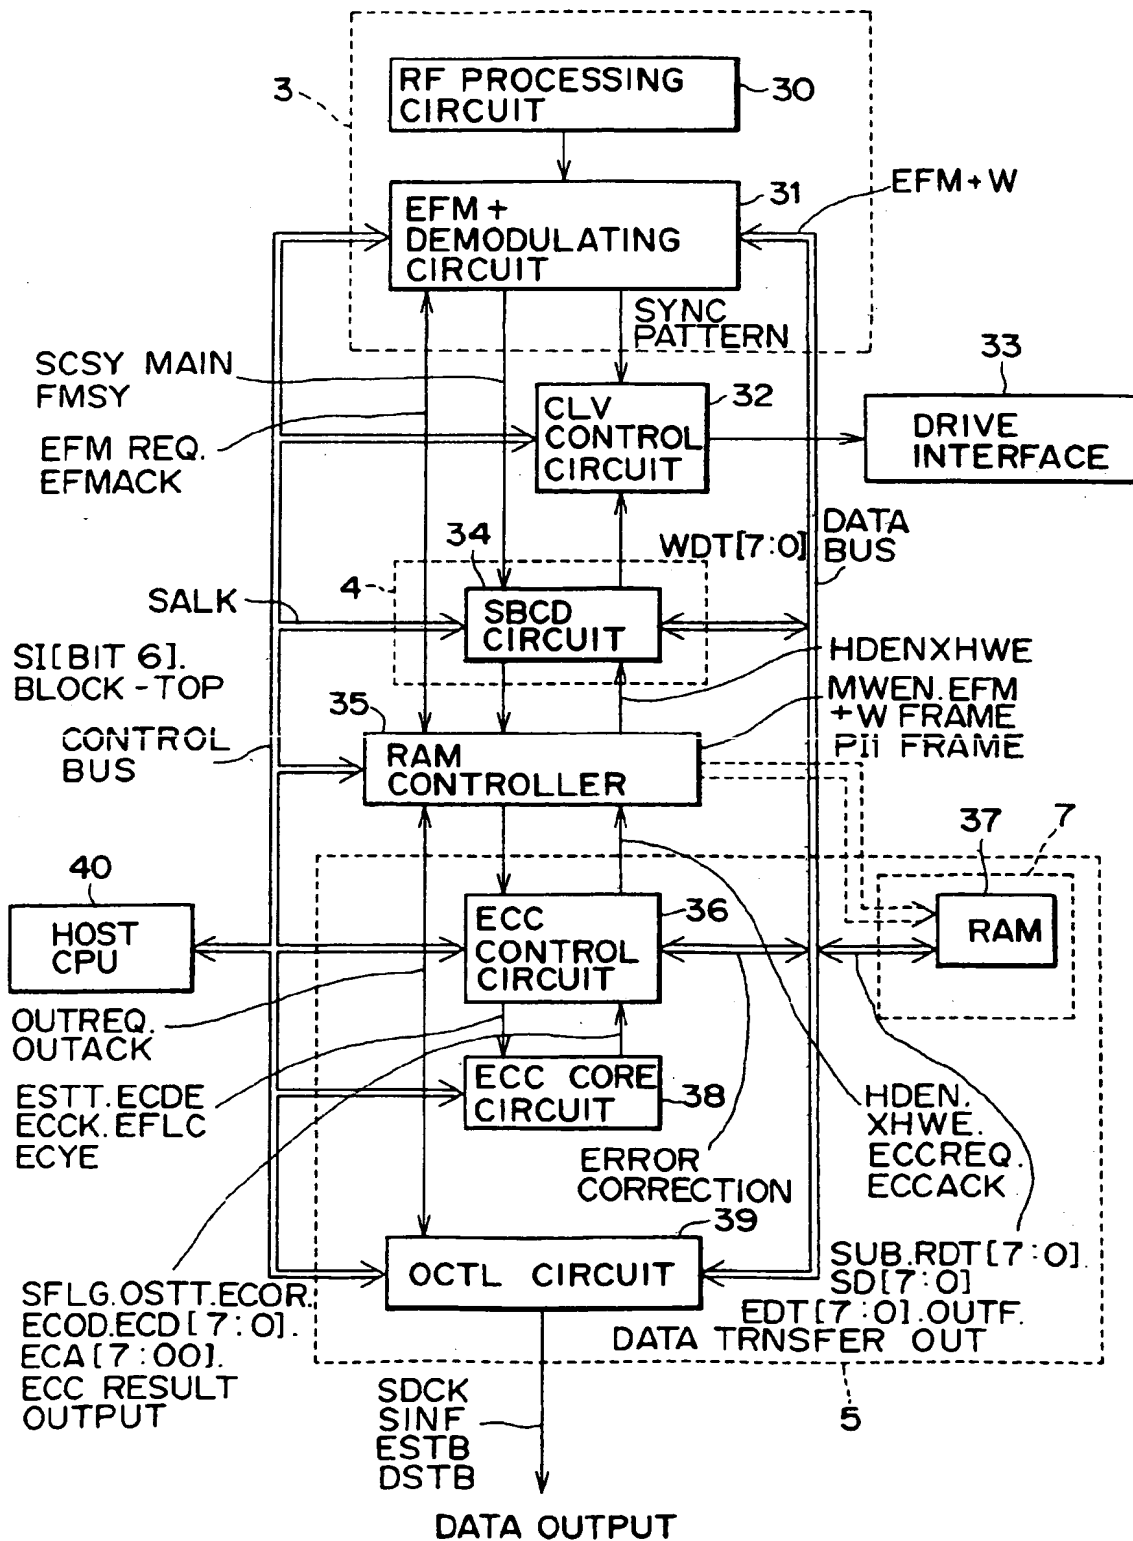 3
RF PROCESSING
CIRCUIT
30
EFM +
DEMODULATING
CIRCUIT
31
EFM+W
SYNC
PATTERN
SCSY MAIN
FMSY
EFM REQ.
EFMACK
CLV
CONTROL
CIRCUIT
32
33
DRIVE
INTERFACE
34
WDT[7:0]
DATA
BUS
4
SALK
SBCD
CIRCUIT
SI[BIT 6].
BLOCK-TOP
HDENXHWE
MWEN.EFM
+W FRAME
PIi FRAME
35
CONTROL
BUS
RAM
CONTROLLER
37
7
40
HOST
CPU
ECC
CONTROL
CIRCUIT
36
RAM
OUTREQ.
OUTACK
ECC CORE
CIRCUIT
38
ESTT.ECDE
ECCK.EFLC
ECYE
ERROR
CORRECTION
HDEN.
XHWE.
ECCREQ.
ECCACK
39
OCTL CIRCUIT
SUB.RDT[7:0].
SD[7:0]
EDT[7:0].OUTF.
DATA TRNSFER OUT
SFLG.OSTT.ECOR.
ECOD.ECD[7:0].
ECA[7:00].
ECC RESULT
OUTPUT
SDCK
SINF
ESTB
DSTB
5
DATA OUTPUT